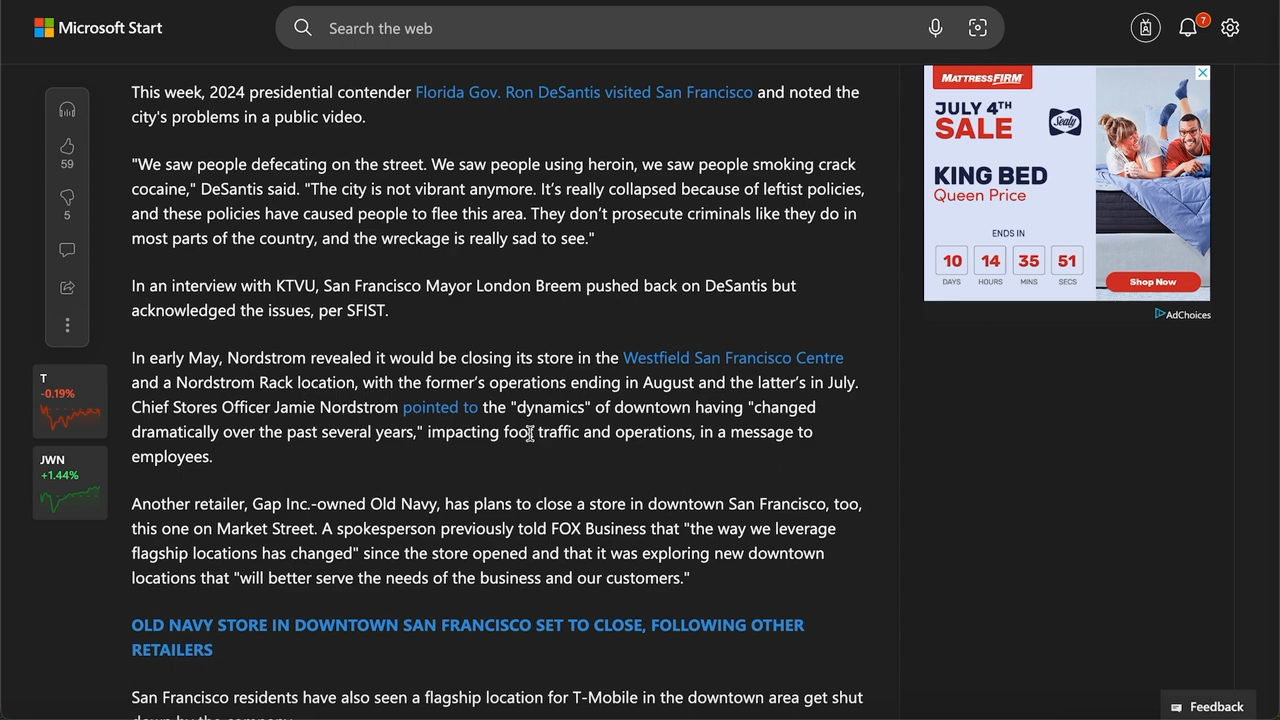 Microsoft Start
Search the web
7
This week, 2024 presidential contender Florida Gov. Ron DeSantis visited San Francisco and noted the
city's problems in a public video.
"We saw people defecating on the street. We saw people using heroin, we saw people smoking crack
cocaine," DeSantis said. "The city is not vibrant anymore. It's really collapsed because of leftist policies,
and these policies have caused people to flee this area. They don't prosecute criminals like they do in
most parts of the country, and the wreckage is really sad to see."
In an interview with KTVU, San Francisco Mayor London Breem pushed back on DeSantis but
acknowledged the issues, per SFIST.
In early May, Nordstrom revealed it would be closing its store in the Westfield San Francisco Centre
and a Nordstrom Rack location, with the former's operations ending in August and the latter's in July.
Chief Stores Officer Jamie Nordstrom pointed to the "dynamics" of downtown having "changed
dramatically over the past several years," impacting foot traffic and operations, in a message to
employees.
Another retailer, Gap Inc.-owned Old Navy, has plans to close a store in downtown San Francisco, too,
this one on Market Street. A spokesperson previously told FOX Business that "the way we leverage
flagship locations has changed" since the store opened and that it was exploring new downtown
locations that "will better serve the needs of the business and our customers."
OLD NAVY STORE IN DOWNTOWN SAN FRANCISCO SET TO CLOSE, FOLLOWING OTHER
RETAILERS
San Francisco residents have also seen a flagship location for T-Mobile in the downtown area get shut
down by the company.
59
5
T
-0.19%
JWN
+1.44%
MATTRESSFIRM
JULY 4TH
SALE
Sealy
KING BED
Queen Price
ENDS IN
10 14 35 51
DAYS HOURS MINS SECS
Shop Now
AdChoices
Feedback